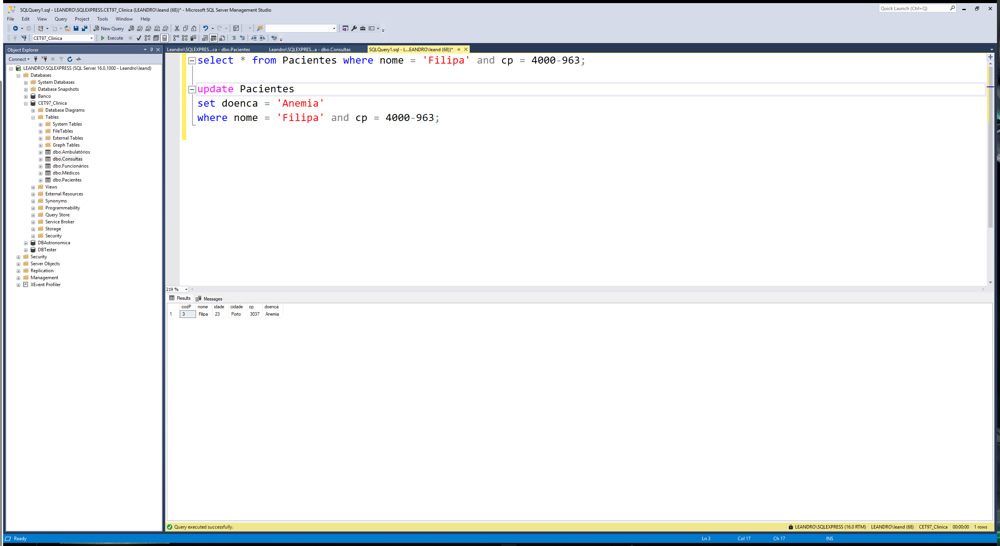 SQLQuery1.sql - LEANDRO\SQLEXPRESS.CET97_Clinica (LEANDRO\leand (68))* - Microsoft SQL Server Management Studio
Quick Launch (Ctrl+Q)
File Edit View Query Project Tools Window Help
New Query
CET97_Clinica Execute
Object Explorer
Connect
LEANDRO\SQLEXPRESS (SQL Server 16.0.1000 - Leandro\leand)
Databases
System Databases
Database Snapshots
Banco
CET97_Clinica
Database Diagrams
Tables
System Tables
FileTables
External Tables
Graph Tables
dbo.Ambulatórios
dbo.Consultas
dbo.Funcionários
dbo.Médicos
dbo.Pacientes
Views
External Resources
Synonyms
Programmability
Query Store
Service Broker
Storage
Security
DBAstronomica
DBTester
Security
Server Objects
Replication
Management
XEvent Profiler
Leandro\SQLEXPRES...ca - dbo.Pacientes Leandro\SQLEXPRES...a - dbo.Consultas SQLQuery1.sql - L...EANDRO\leand (68))*
select * from Pacientes where nome = 'Filipa' and cp = 4000-963;
update Pacientes
set doenca = 'Anemia'
where nome = 'Filipa' and cp = 4000-963;
219 %
Results Messages
codP nome idade cidade cp doenca
1 3 Filipa 23 Porto 3037 Anemia
Query executed successfully. LEANDRO\SQLEXPRESS (16.0 RTM) LEANDRO\leand (68) CET97_Clinica 00:00:00 1 rows
Ready Ln 3 Col 17 Ch 17 INS